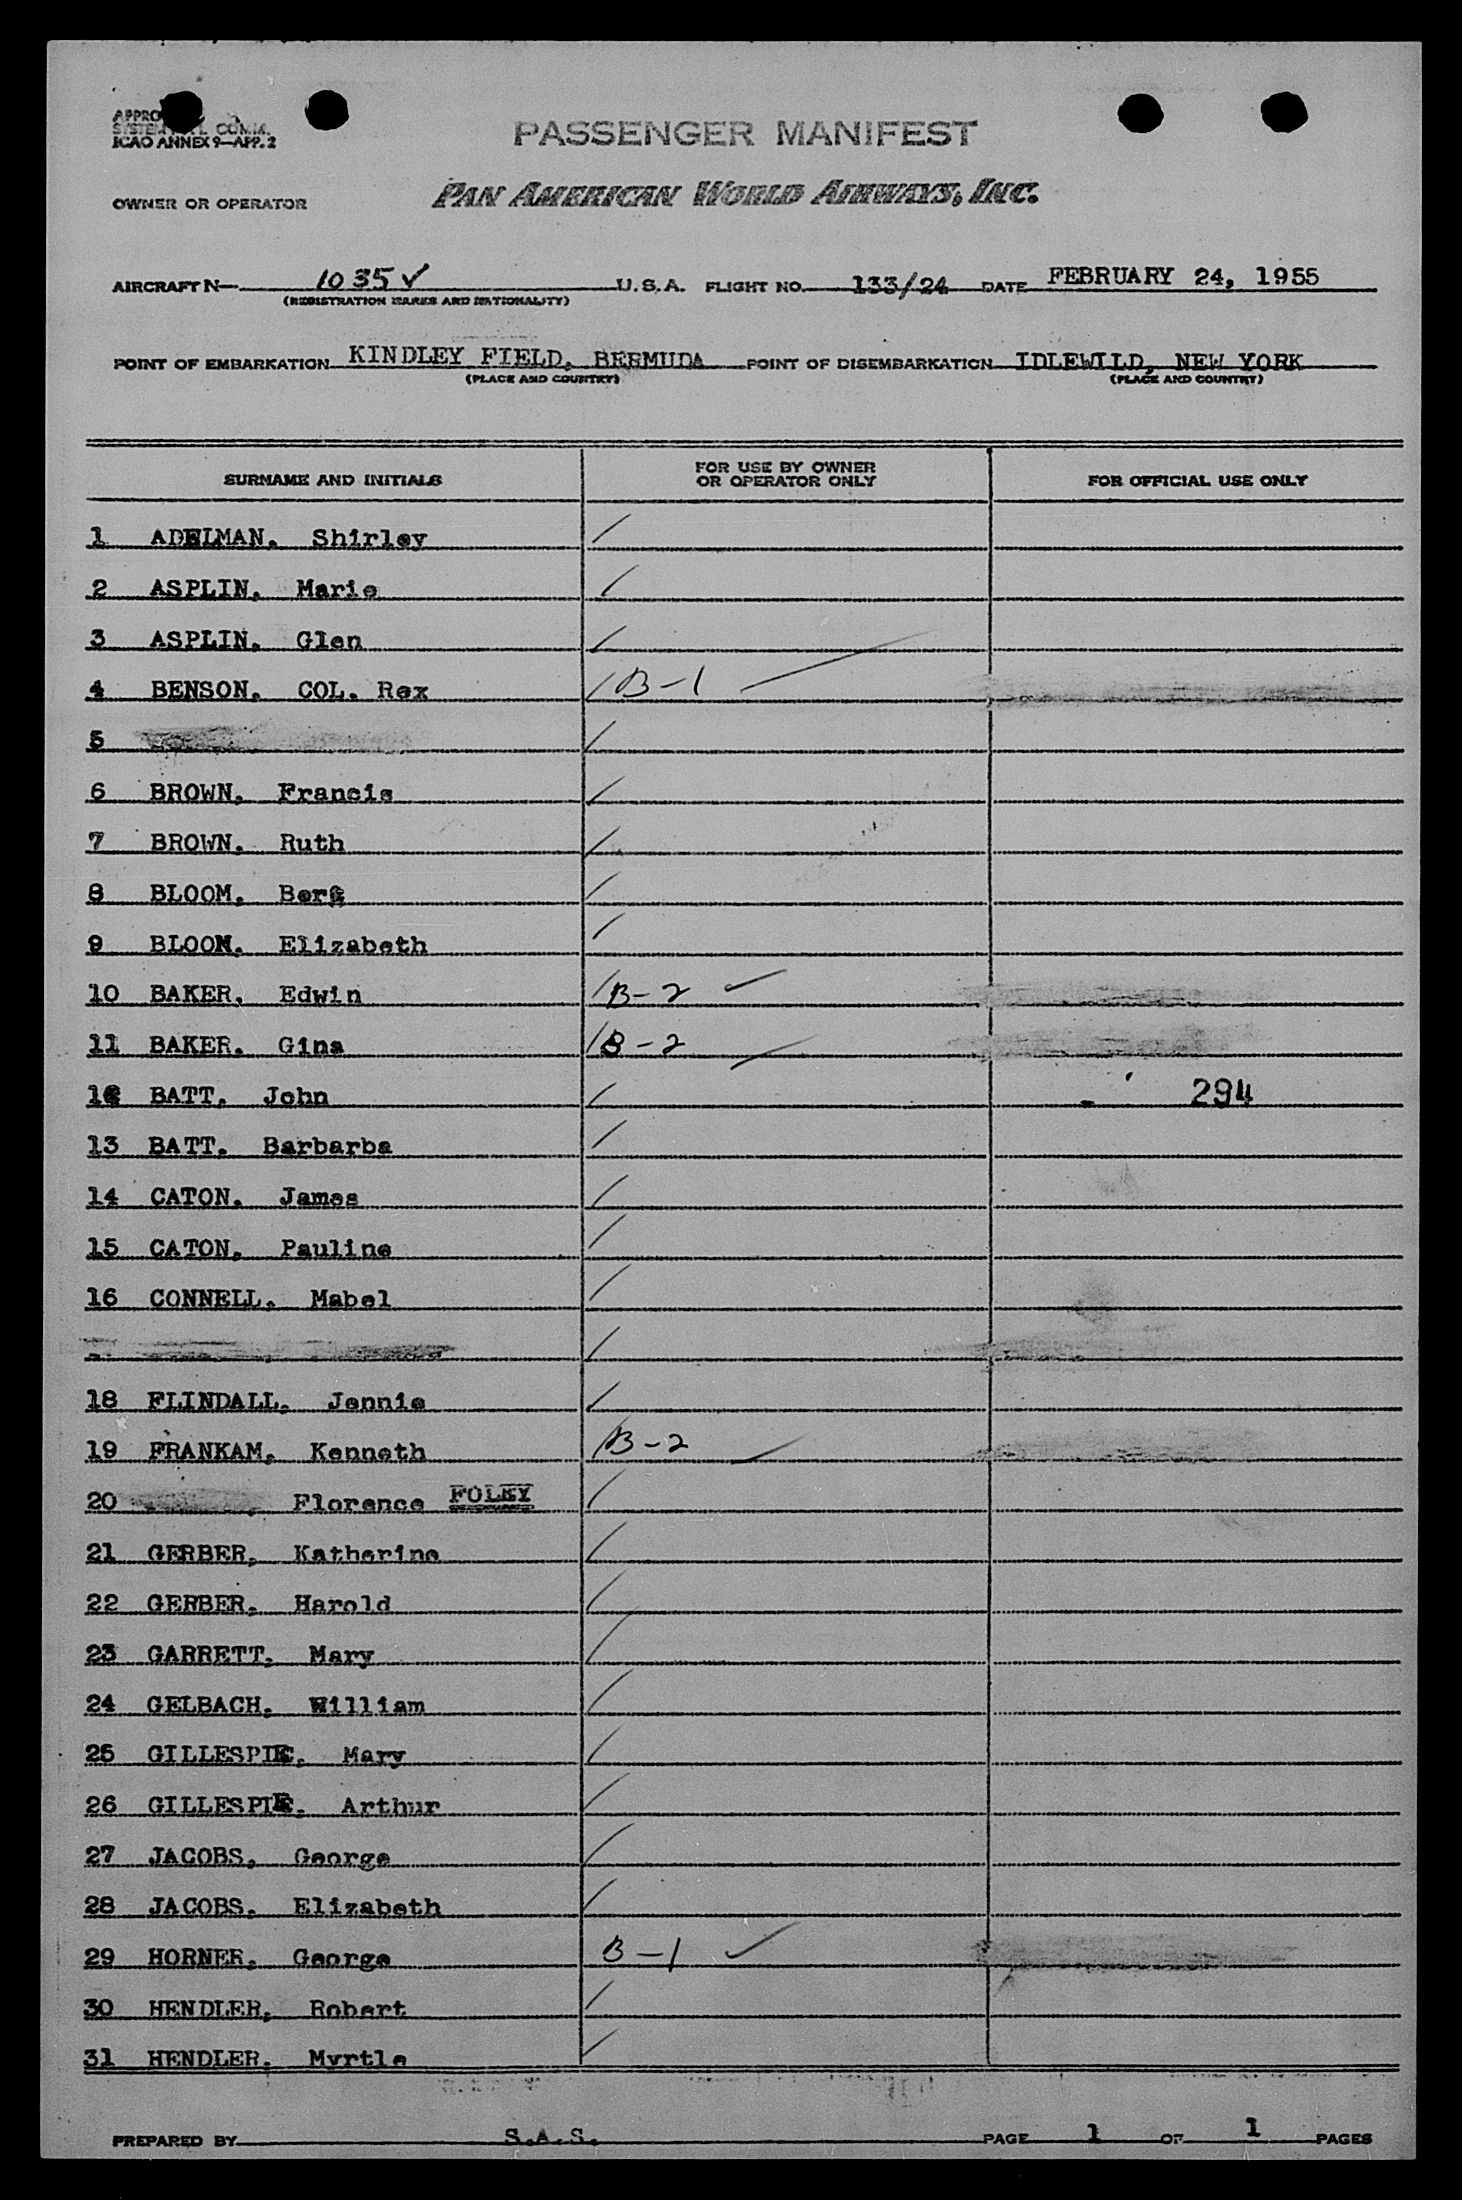 PASSENGER MANIFEST
SYSTEM COMM.
ICAO ANNEX 9—APP. 2
OWNER OR OPERATOR PAN AMERICAN WORLD AIRWAYS, INC.
AIRCRAFT N— 1035V U.S.A. FLIGHT NO. 133/24 DATE FEBRUARY 24, 1955
(REGISTRATION MARKS AND NATIONALITY)
POINT OF EMBARKATION KINDLEY FIELD, BERMUDA POINT OF DISEMBARKATION IDLEWILD, NEW YORK
(PLACE AND COUNTRY) (PLACE AND COUNTRY)
SURNAME AND INITIALS FOR USE BY OWNER OR OPERATOR ONLY FOR OFFICIAL USE ONLY
1 ADELMAN, Shirley
2 ASPLIN, Marie
3 ASPLIN, Glen
4 BENSON, COL. Rex B-1
5
6 BROWN, Francis
7 BROWN, Ruth
8 BLOOM, Berg
9 BLOOM, Elizabeth
10 BAKER, Edwin B-2
11 BAKER, Gina B-2
12 BATT, John 294
13 BATT, Barbarba
14 CATON, James
15 CATON, Pauline
16 CONNELL, Mabel
18 FLINDALL, Jennie
19 FRANKAM, Kenneth B-2
20 Florence FOLEY
21 GERBER, Katherine
22 GERBER, Harold
23 GARRETT, Mary
24 GELBACH, William
25 GILLESPIE, Mary
26 GILLESPIE, Arthur
27 JACOBS, George
28 JACOBS, Elizabeth
29 HORNER, George B-1
30 HENDLER, Robert
31 HENDLER, Myrtle
PREPARED BY S.A.S. PAGE 1 OF 1 PAGES